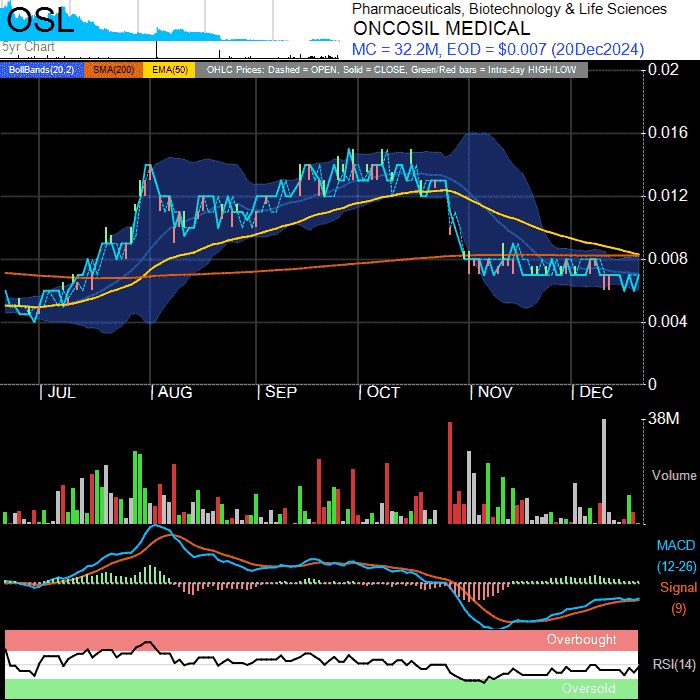 OSL
5yr Chart
Pharmaceuticals, Biotechnology & Life Sciences
ONCOSIL MEDICAL
MC = 32.2M, EOD = $0.007 (20Dec2024)
BollBands(20,2) SMA(200) EMA(50) OHLC Prices: Dashed = OPEN, Solid = CLOSE, Green/Red bars = Intra-day HIGH/LOW
0.02
0.016
0.012
0.008
0.004
0
JUL AUG SEP OCT NOV DEC
38M
Volume
MACD
(12-26)
Signal
(9)
Overbought
RSI(14)
Oversold